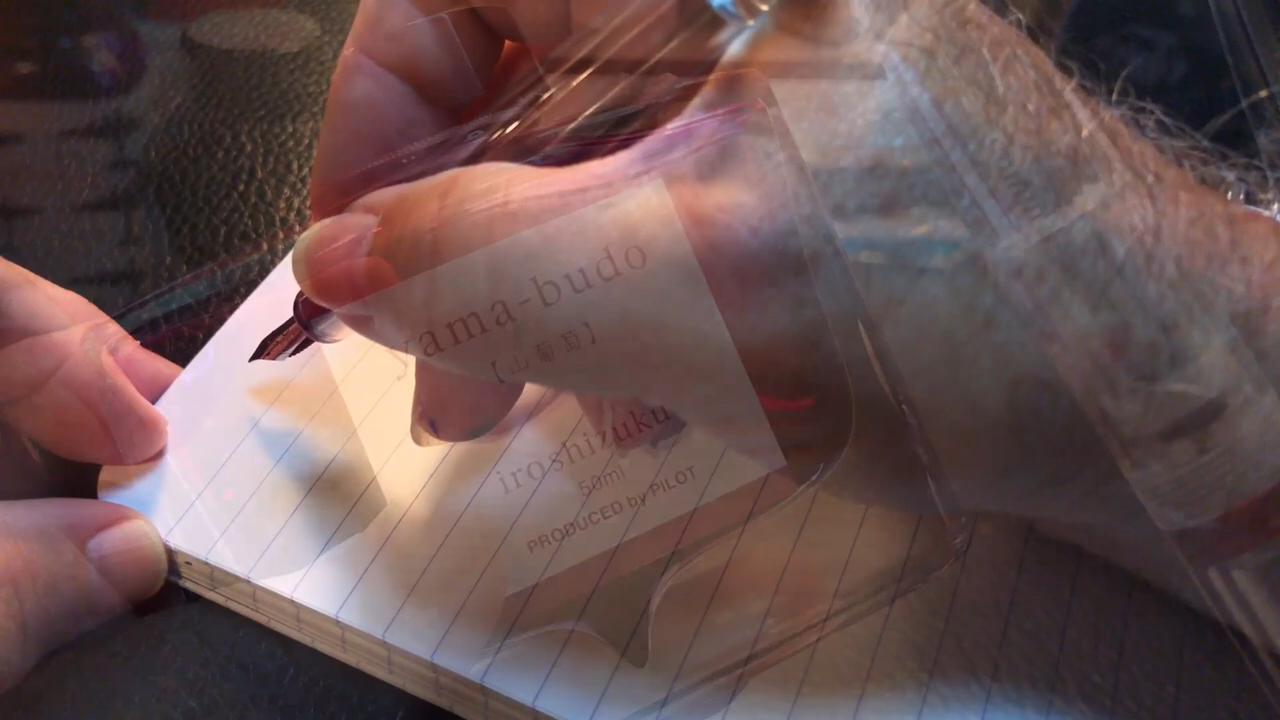 yama-budo
【山葡萄】
iroshizuku
50ml
PRODUCED by PILOT